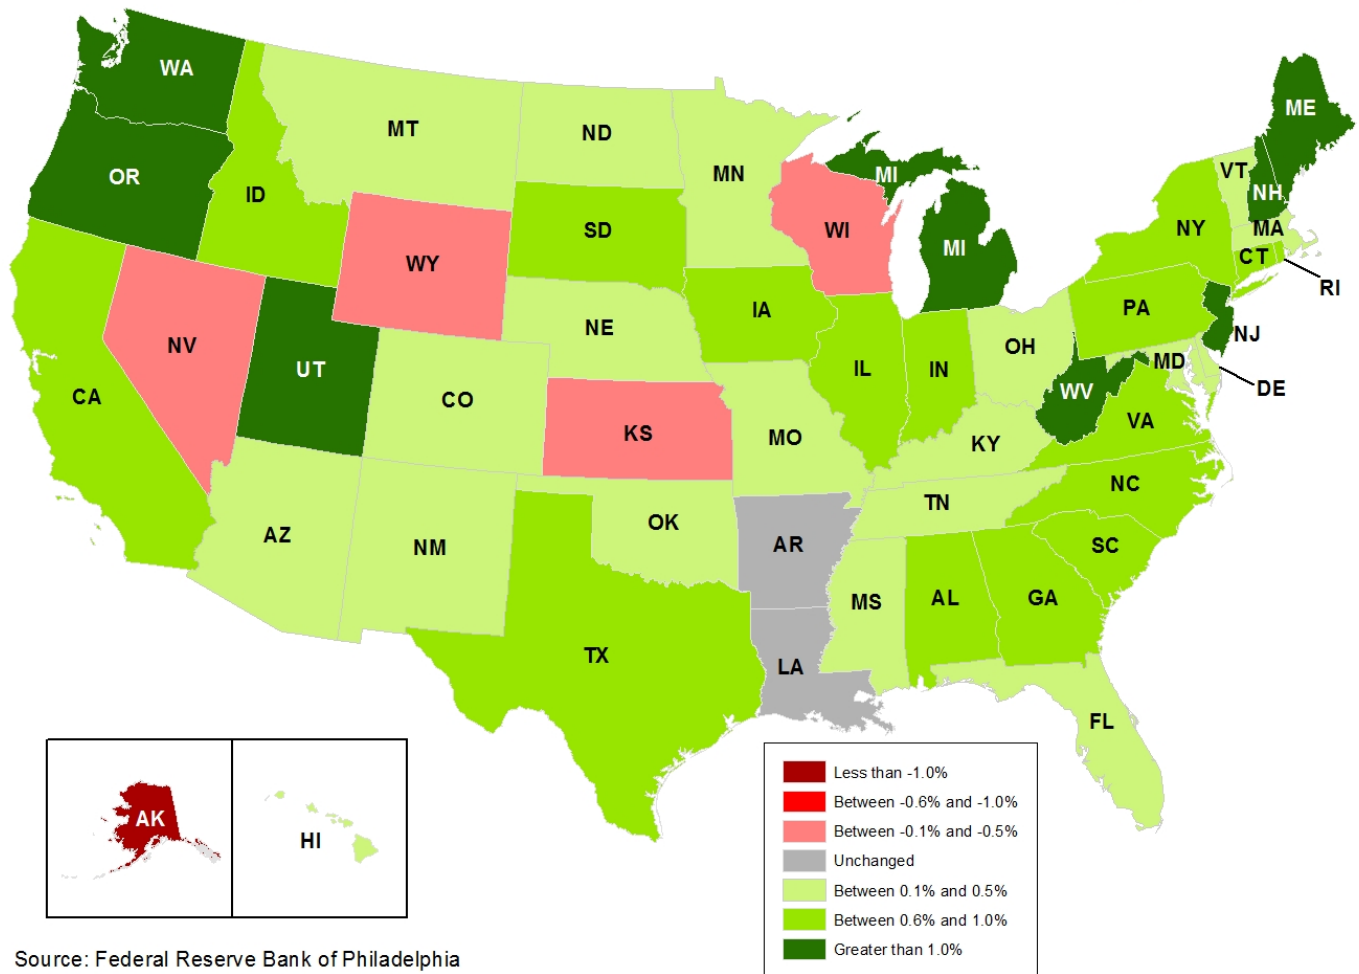 WA
MT
ND
MN
OR
ID
SD
WI
MI
MI
ME
VT
NH
NY
MA
CT
RI
WY
IA
NE
PA
NJ
NV
UT
CO
IL
IN
OH
MD
DE
WV
CA
KS
MO
KY
VA
AZ
NM
OK
AR
TN
NC
SC
MS
AL
GA
TX
LA
FL
AK
HI
Less than -1.0%
Between -0.6% and -1.0%
Between -0.1% and -0.5%
Unchanged
Between 0.1% and 0.5%
Between 0.6% and 1.0%
Greater than 1.0%
Source: Federal Reserve Bank of Philadelphia